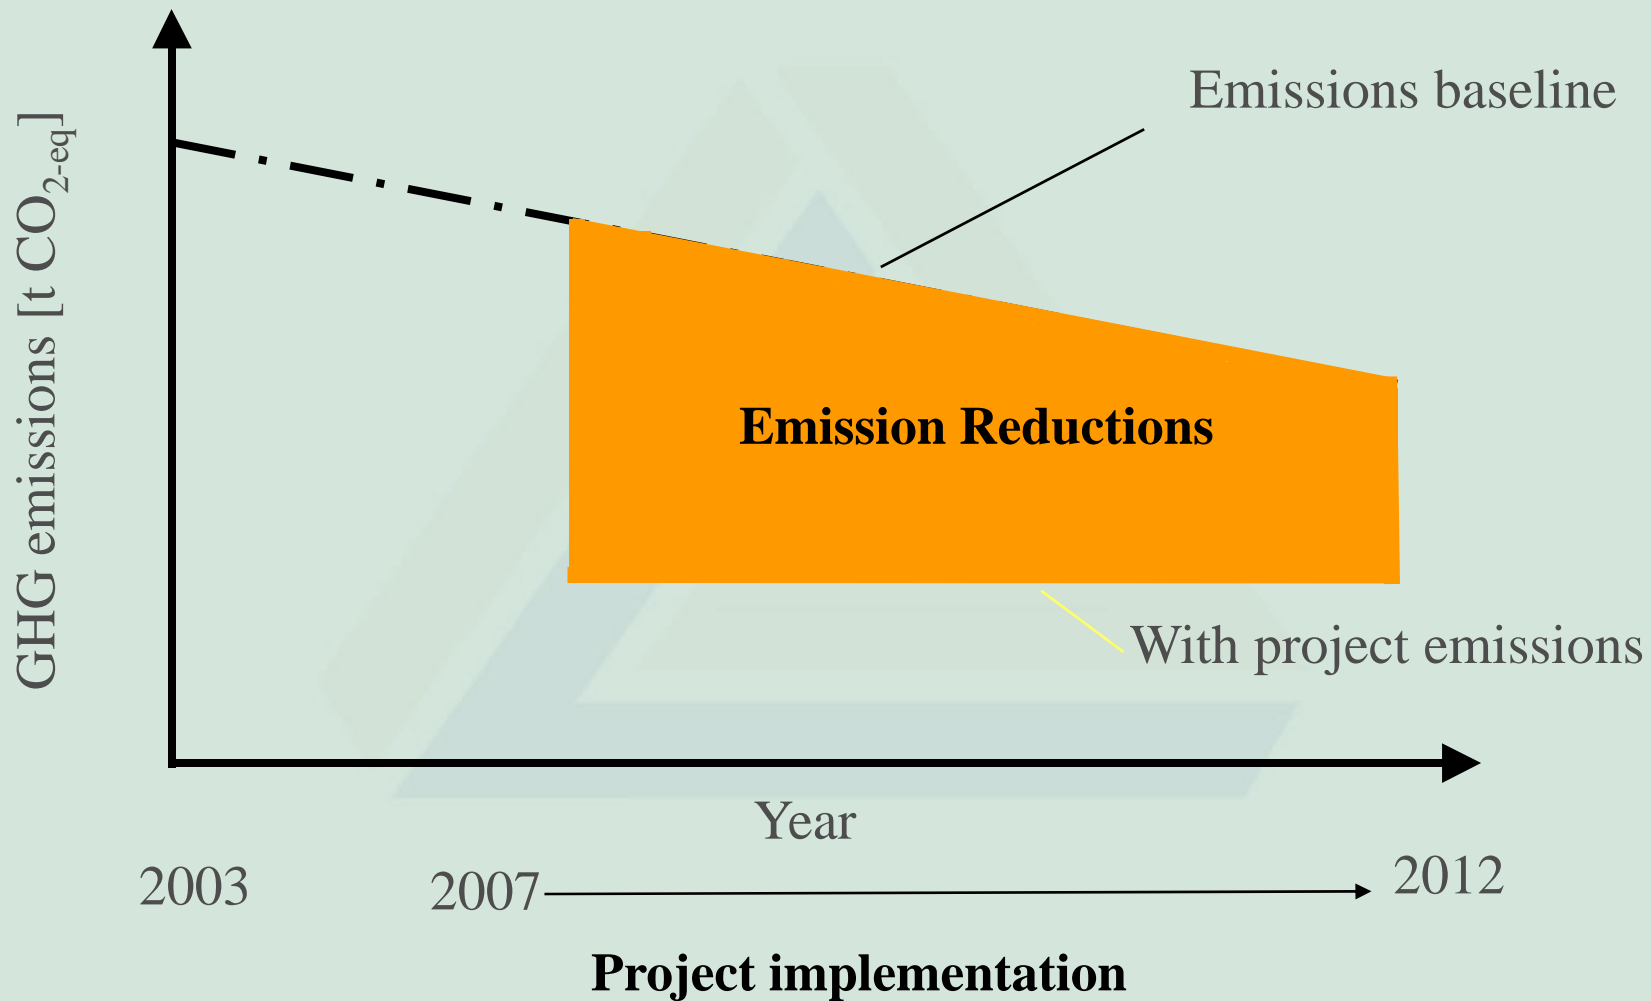 Emissions baseline
GHG emissions [t CO2-eq]
Emission Reductions
With project emissions
Year
2003
2007
2012
Project implementation